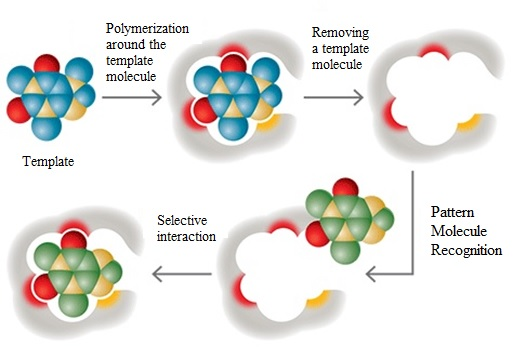 Polymerization
around the
template
molecule
Removing
a template
molecule
Template
Selective
interaction
Pattern
Molecule
Recognition